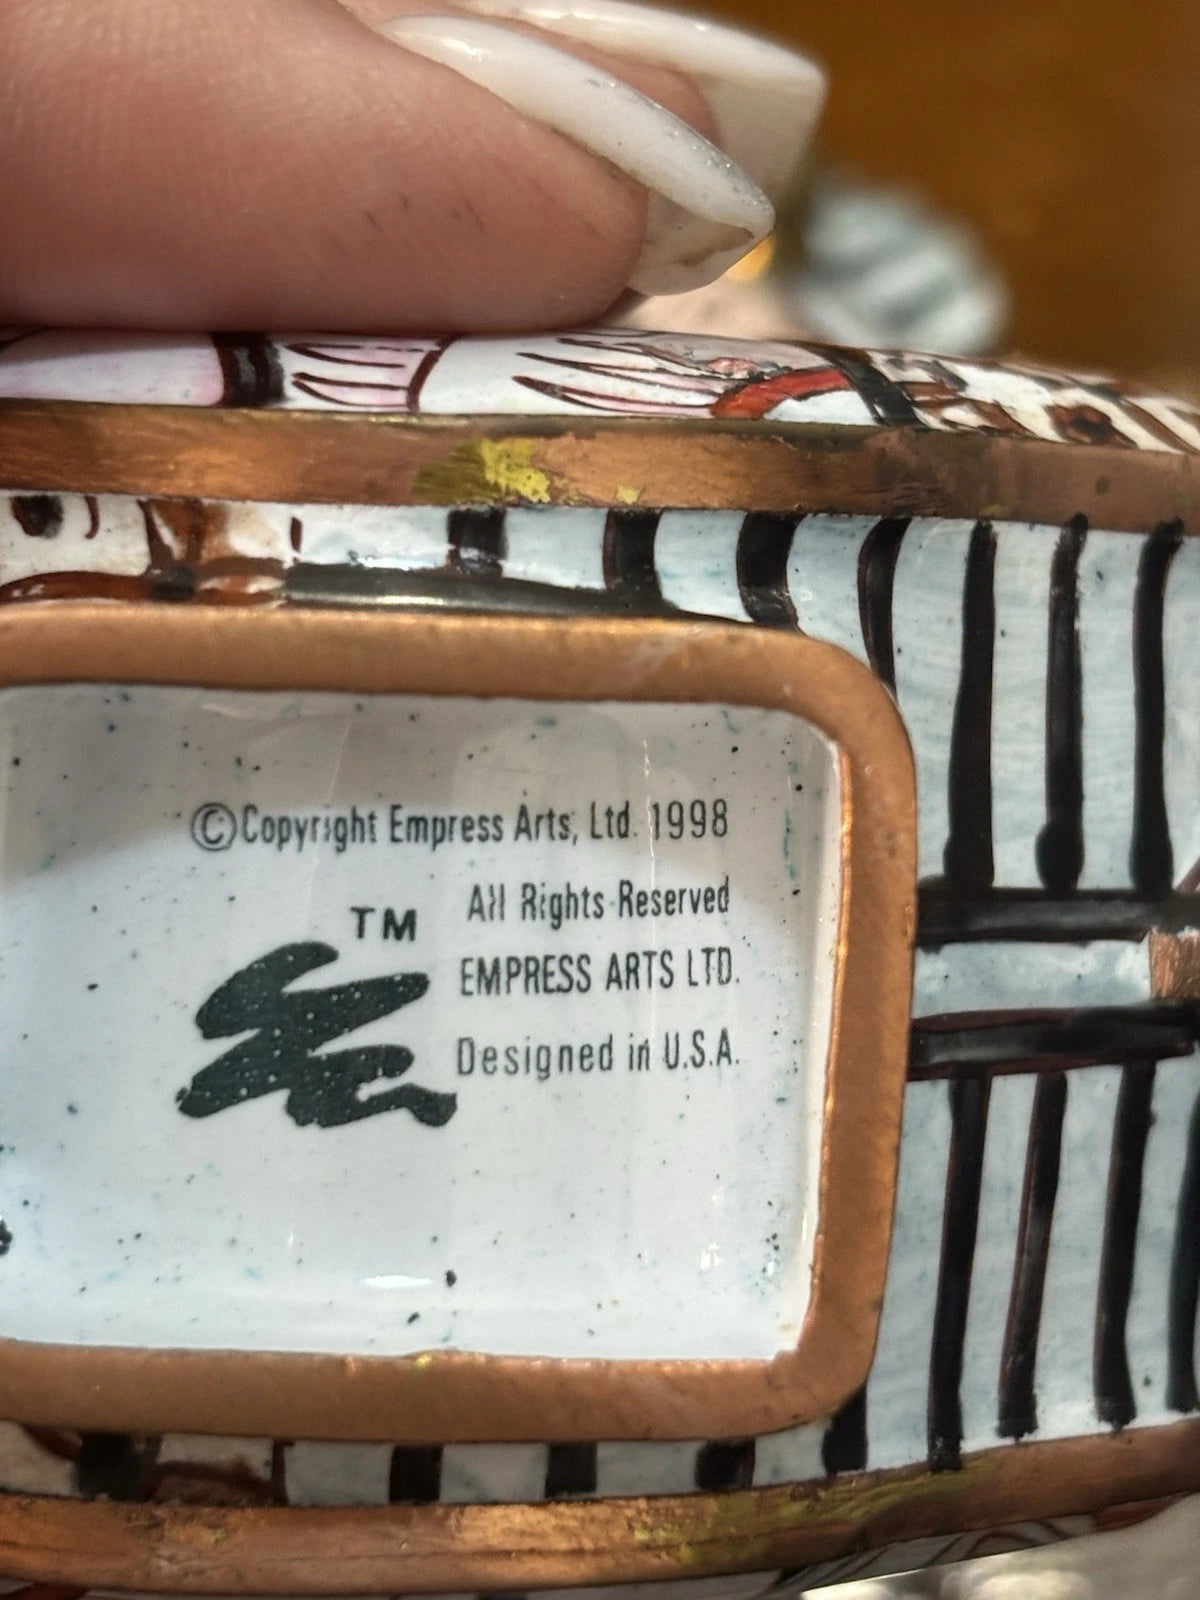 ©Copyright Empress Arts, Ltd. 1998
All Rights Reserved
TM
EMPRESS ARTS LTD.
Designed in U.S.A.